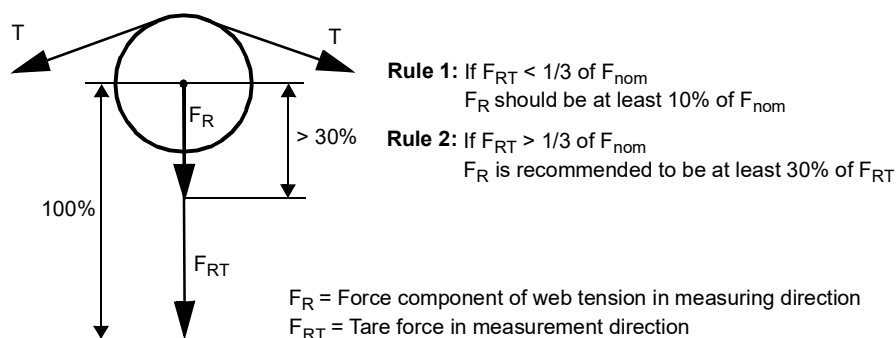 T
T
Rule 1: If F_RT < 1/3 of F_nom
F_R should be at least 10% of F_nom
F_R
> 30%
Rule 2: If F_RT > 1/3 of F_nom
F_R is recommended to be at least 30% of F_RT
100%
F_RT
F_R = Force component of web tension in measuring direction
F_RT = Tare force in measurement direction